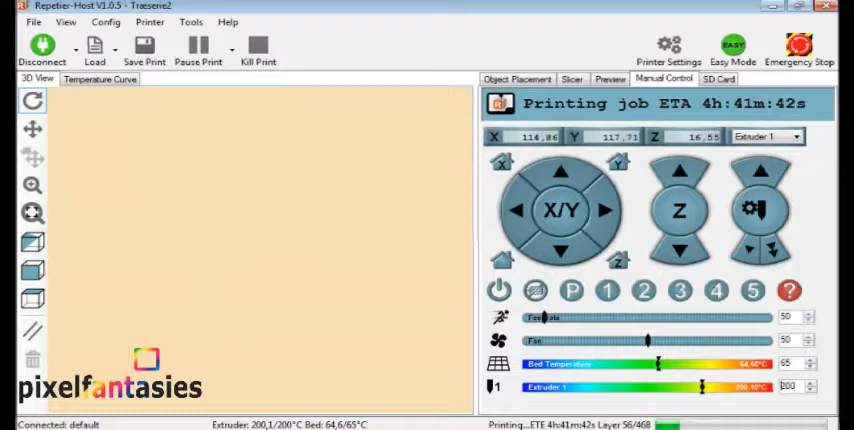 Repetier-Host V1.0.5 - Træserie2
File View Config Printer Tools Help
Disconnect Load Save Print Pause Print Kill Print Printer Settings EASY Easy Mode Emergency Stop
3D View Temperature Curve Object Placement Slicer Preview Manual Control SD Card
Printing job ETA 4h:41m:42s
X 114,86 Y 117,71 Z 16,55 Extruder 1
X Y
X/Y Z
Z
P 1 2 3 4 5 ?
Feedrate 50
Fan 50
Bed Temperature 64,60°C 65
1 Extruder 1 200,10°C 200
pixelfantasies
Connected: default Extruder: 200,1/200°C Bed: 64,6/65°C Printing...ETE 4h:41m:42s Layer 56/468